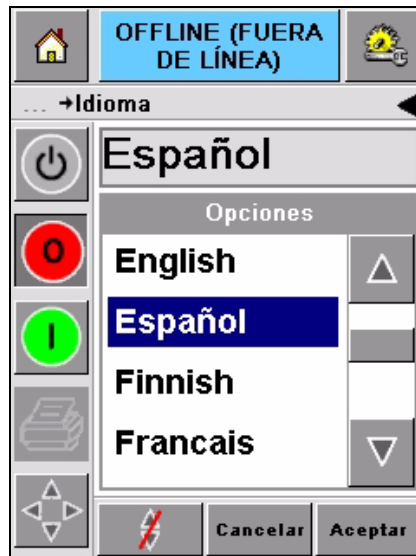 OFFLINE (FUERA
DE LÍNEA)
... →Idioma
Español
Opciones
English
Español
Finnish
Francais
Cancelar
Aceptar